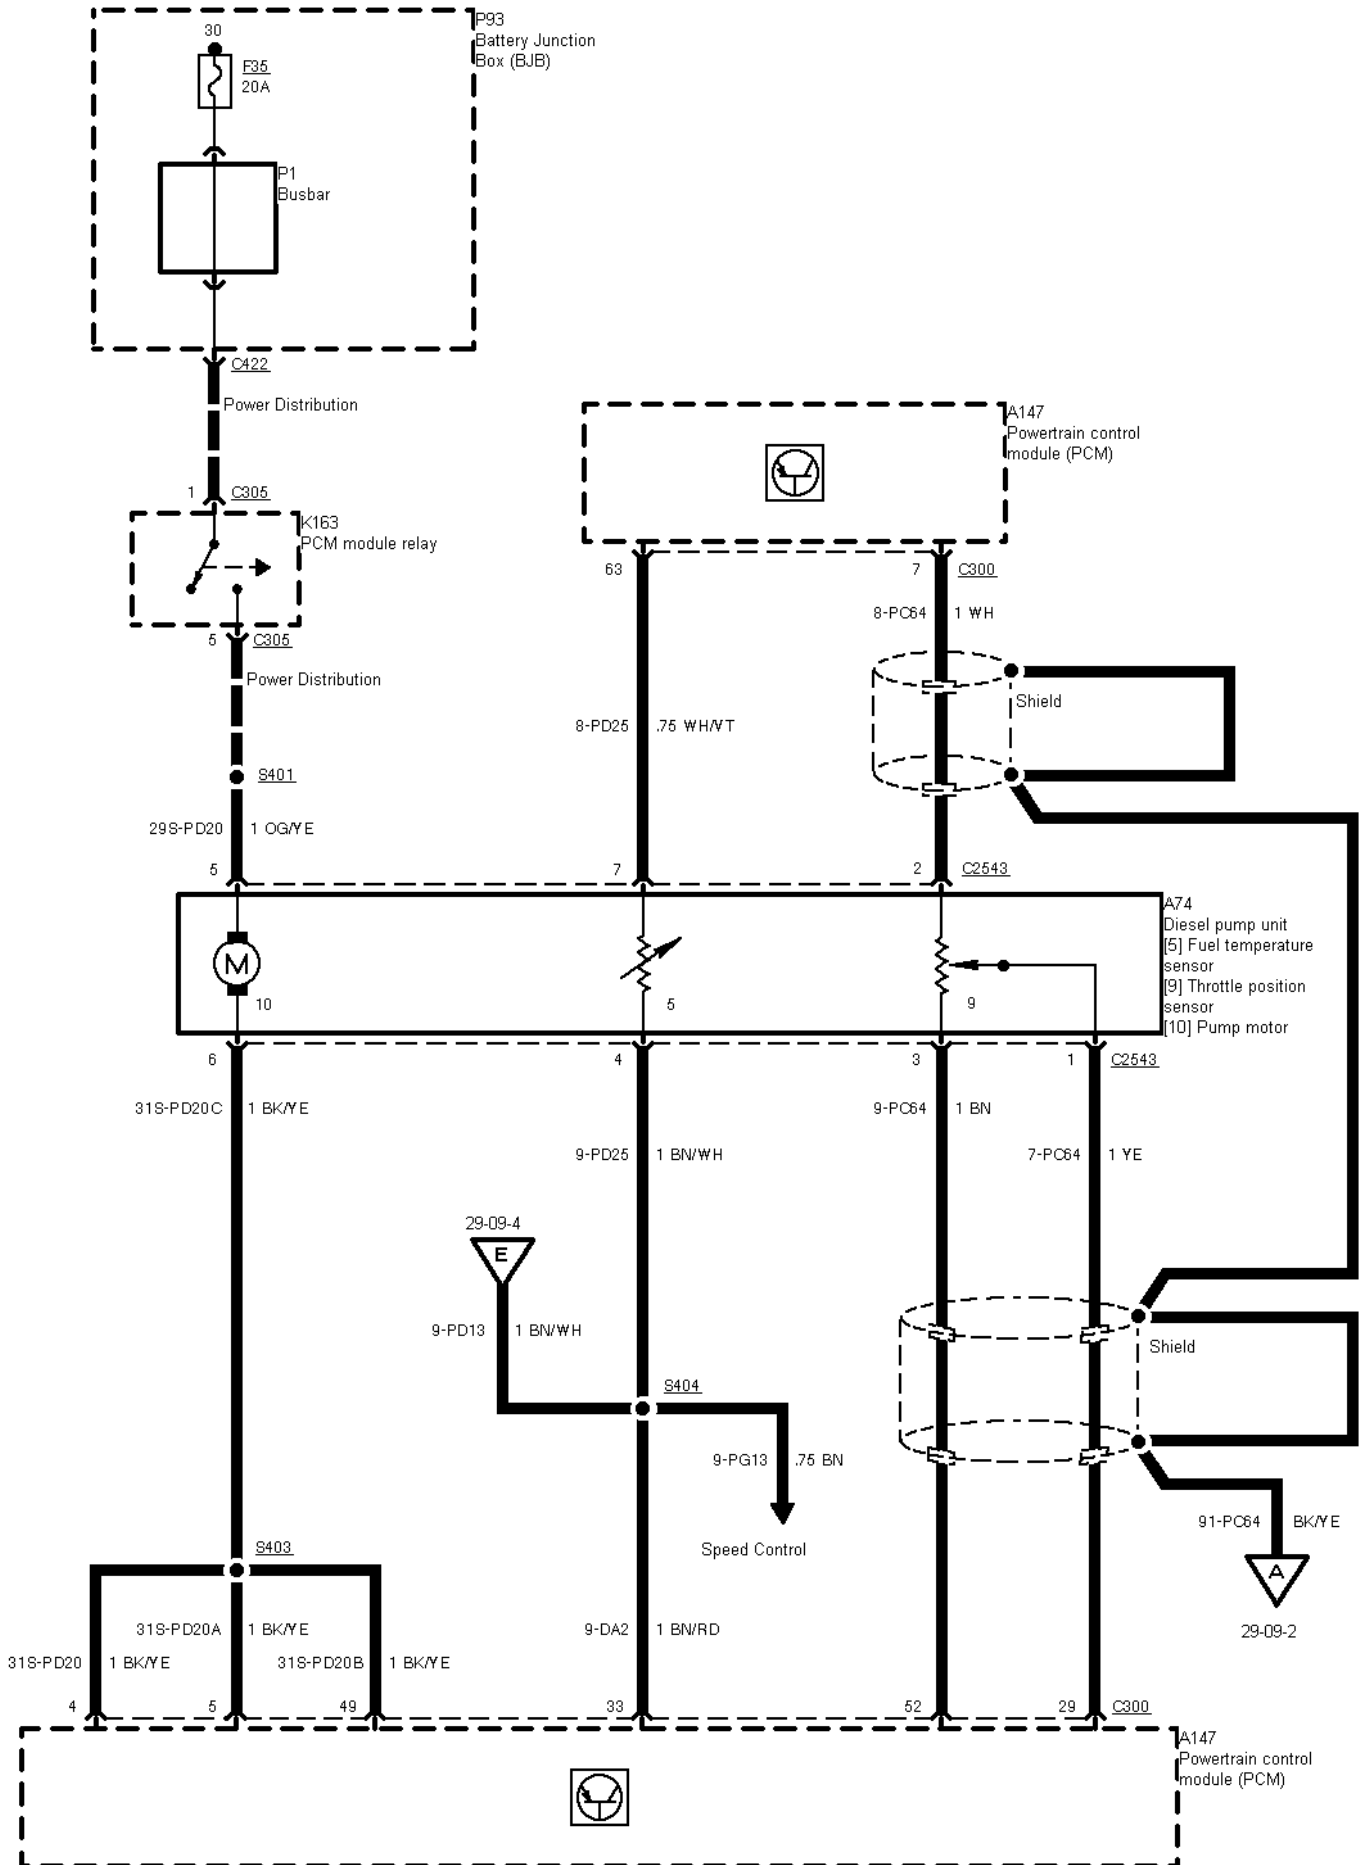 P93
Battery Junction
Box (BJB)
30
F35
20A
P1
Busbar
C422
Power Distribution
1
C305
K163
PCM module relay
5
C305
Power Distribution
S401
29S-PD20
1 OG/YE
A147
Powertrain control
module (PCM)
63
7
C300
8-PC64
1 WH
Shield
8-PD25
.75 WH/VT
5
7
2
C2543
A74
Diesel pump unit
[5] Fuel temperature
sensor
[9] Throttle position
sensor
[10] Pump motor
M
10
5
9
6
4
3
1
C2543
31S-PD20C
1 BK/YE
9-PC64
1 BN
9-PD25
1 BN/WH
7-PC64
1 YE
29-09-4
E
9-PD13
1 BN/WH
Shield
S404
9-PG13
.75 BN
Speed Control
91-PC64
BK/YE
A
29-09-2
S403
31S-PD20A
1 BK/YE
9-DA2
1 BN/RD
31S-PD20
1 BK/YE
31S-PD20B
1 BK/YE
4
5
49
33
52
29
C300
A147
Powertrain control
module (PCM)